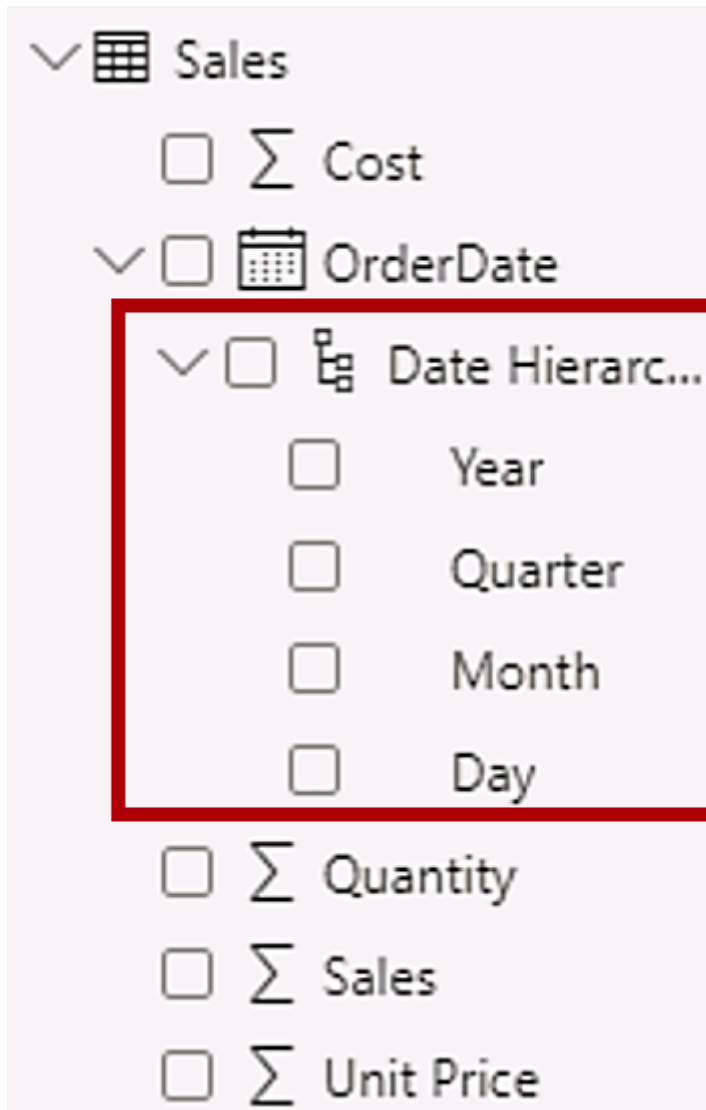 Sales
Cost
OrderDate
Date Hierarc...
Year
Quarter
Month
Day
Quantity
Sales
Unit Price